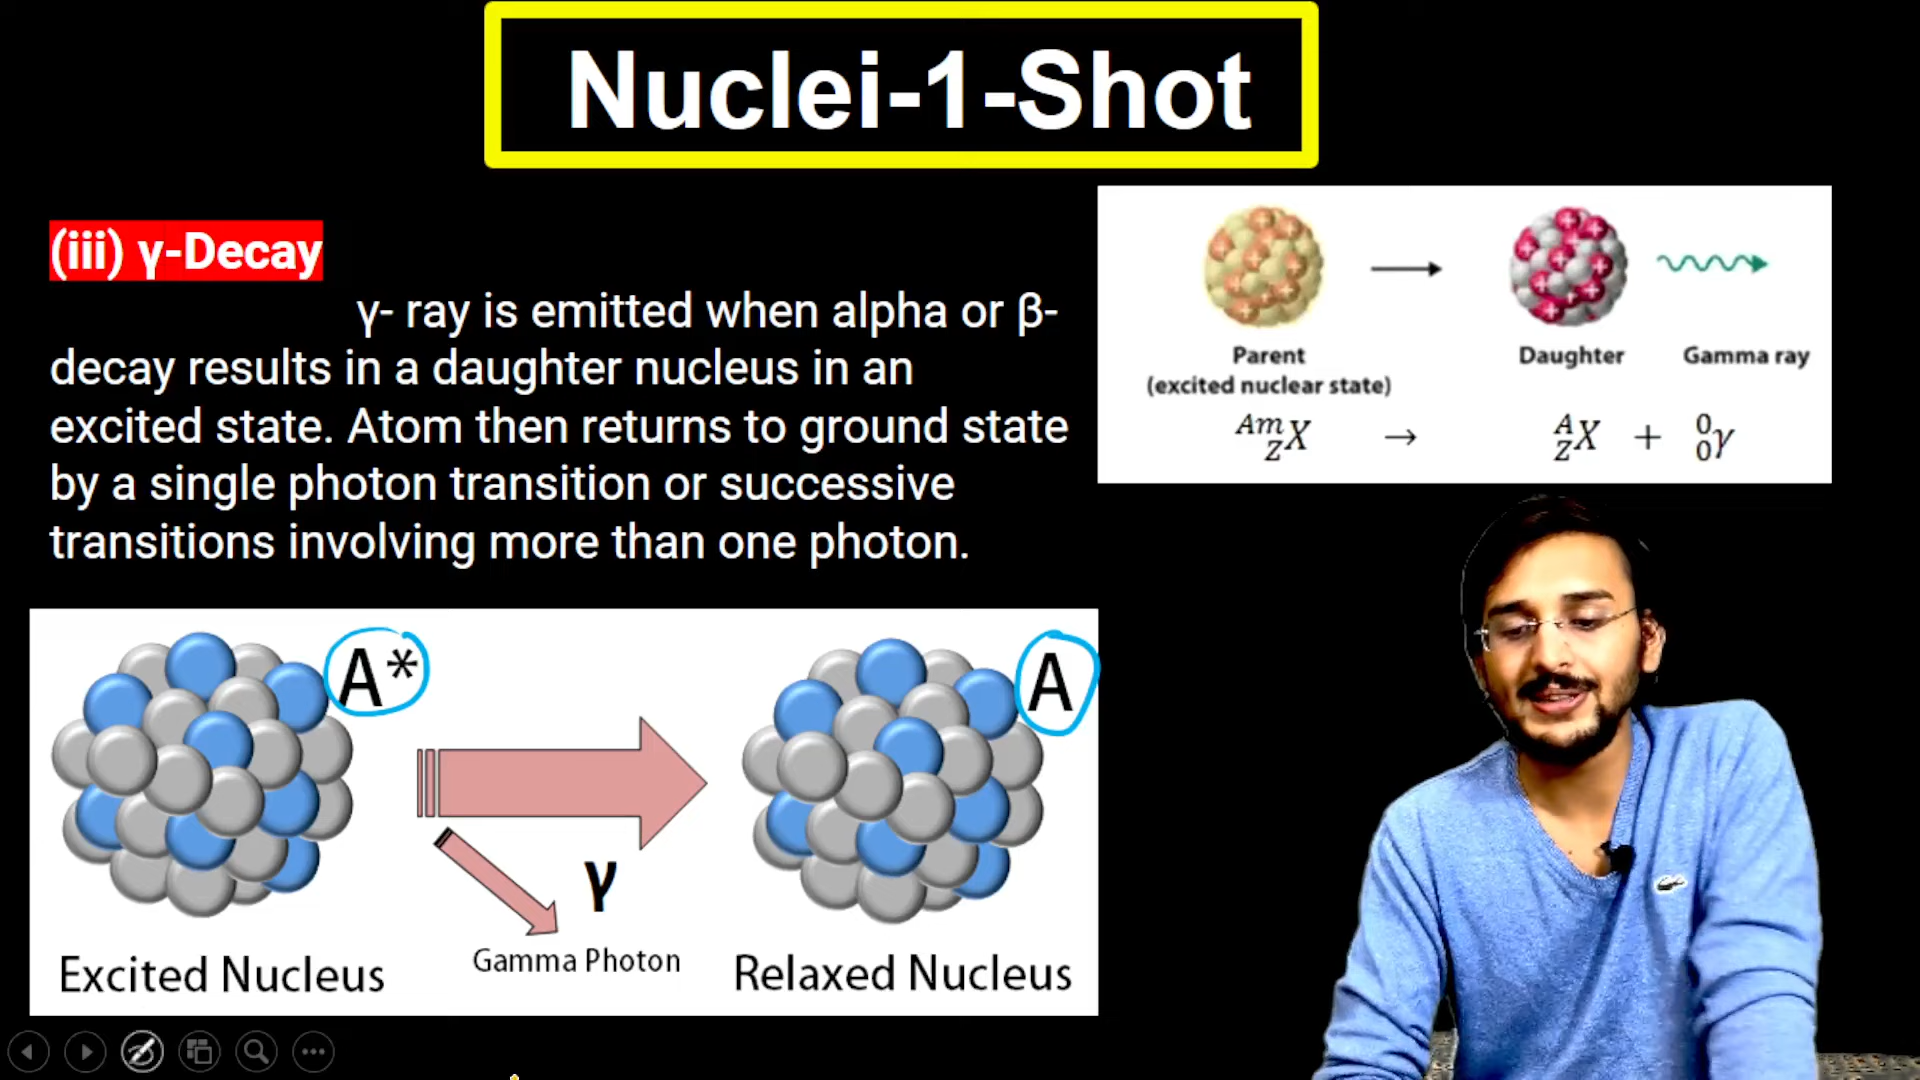 Nuclei-1-Shot
(iii) γ-Decay
γ- ray is emitted when alpha or β-
decay results in a daughter nucleus in an
excited state. Atom then returns to ground state
by a single photon transition or successive
transitions involving more than one photon.
Parent
(excited nuclear state)
Daughter
Gamma ray
ᴬᵐ_Z X → ᴬ_Z X + ⁰₀γ
A*
A
γ
Gamma Photon
Excited Nucleus
Relaxed Nucleus